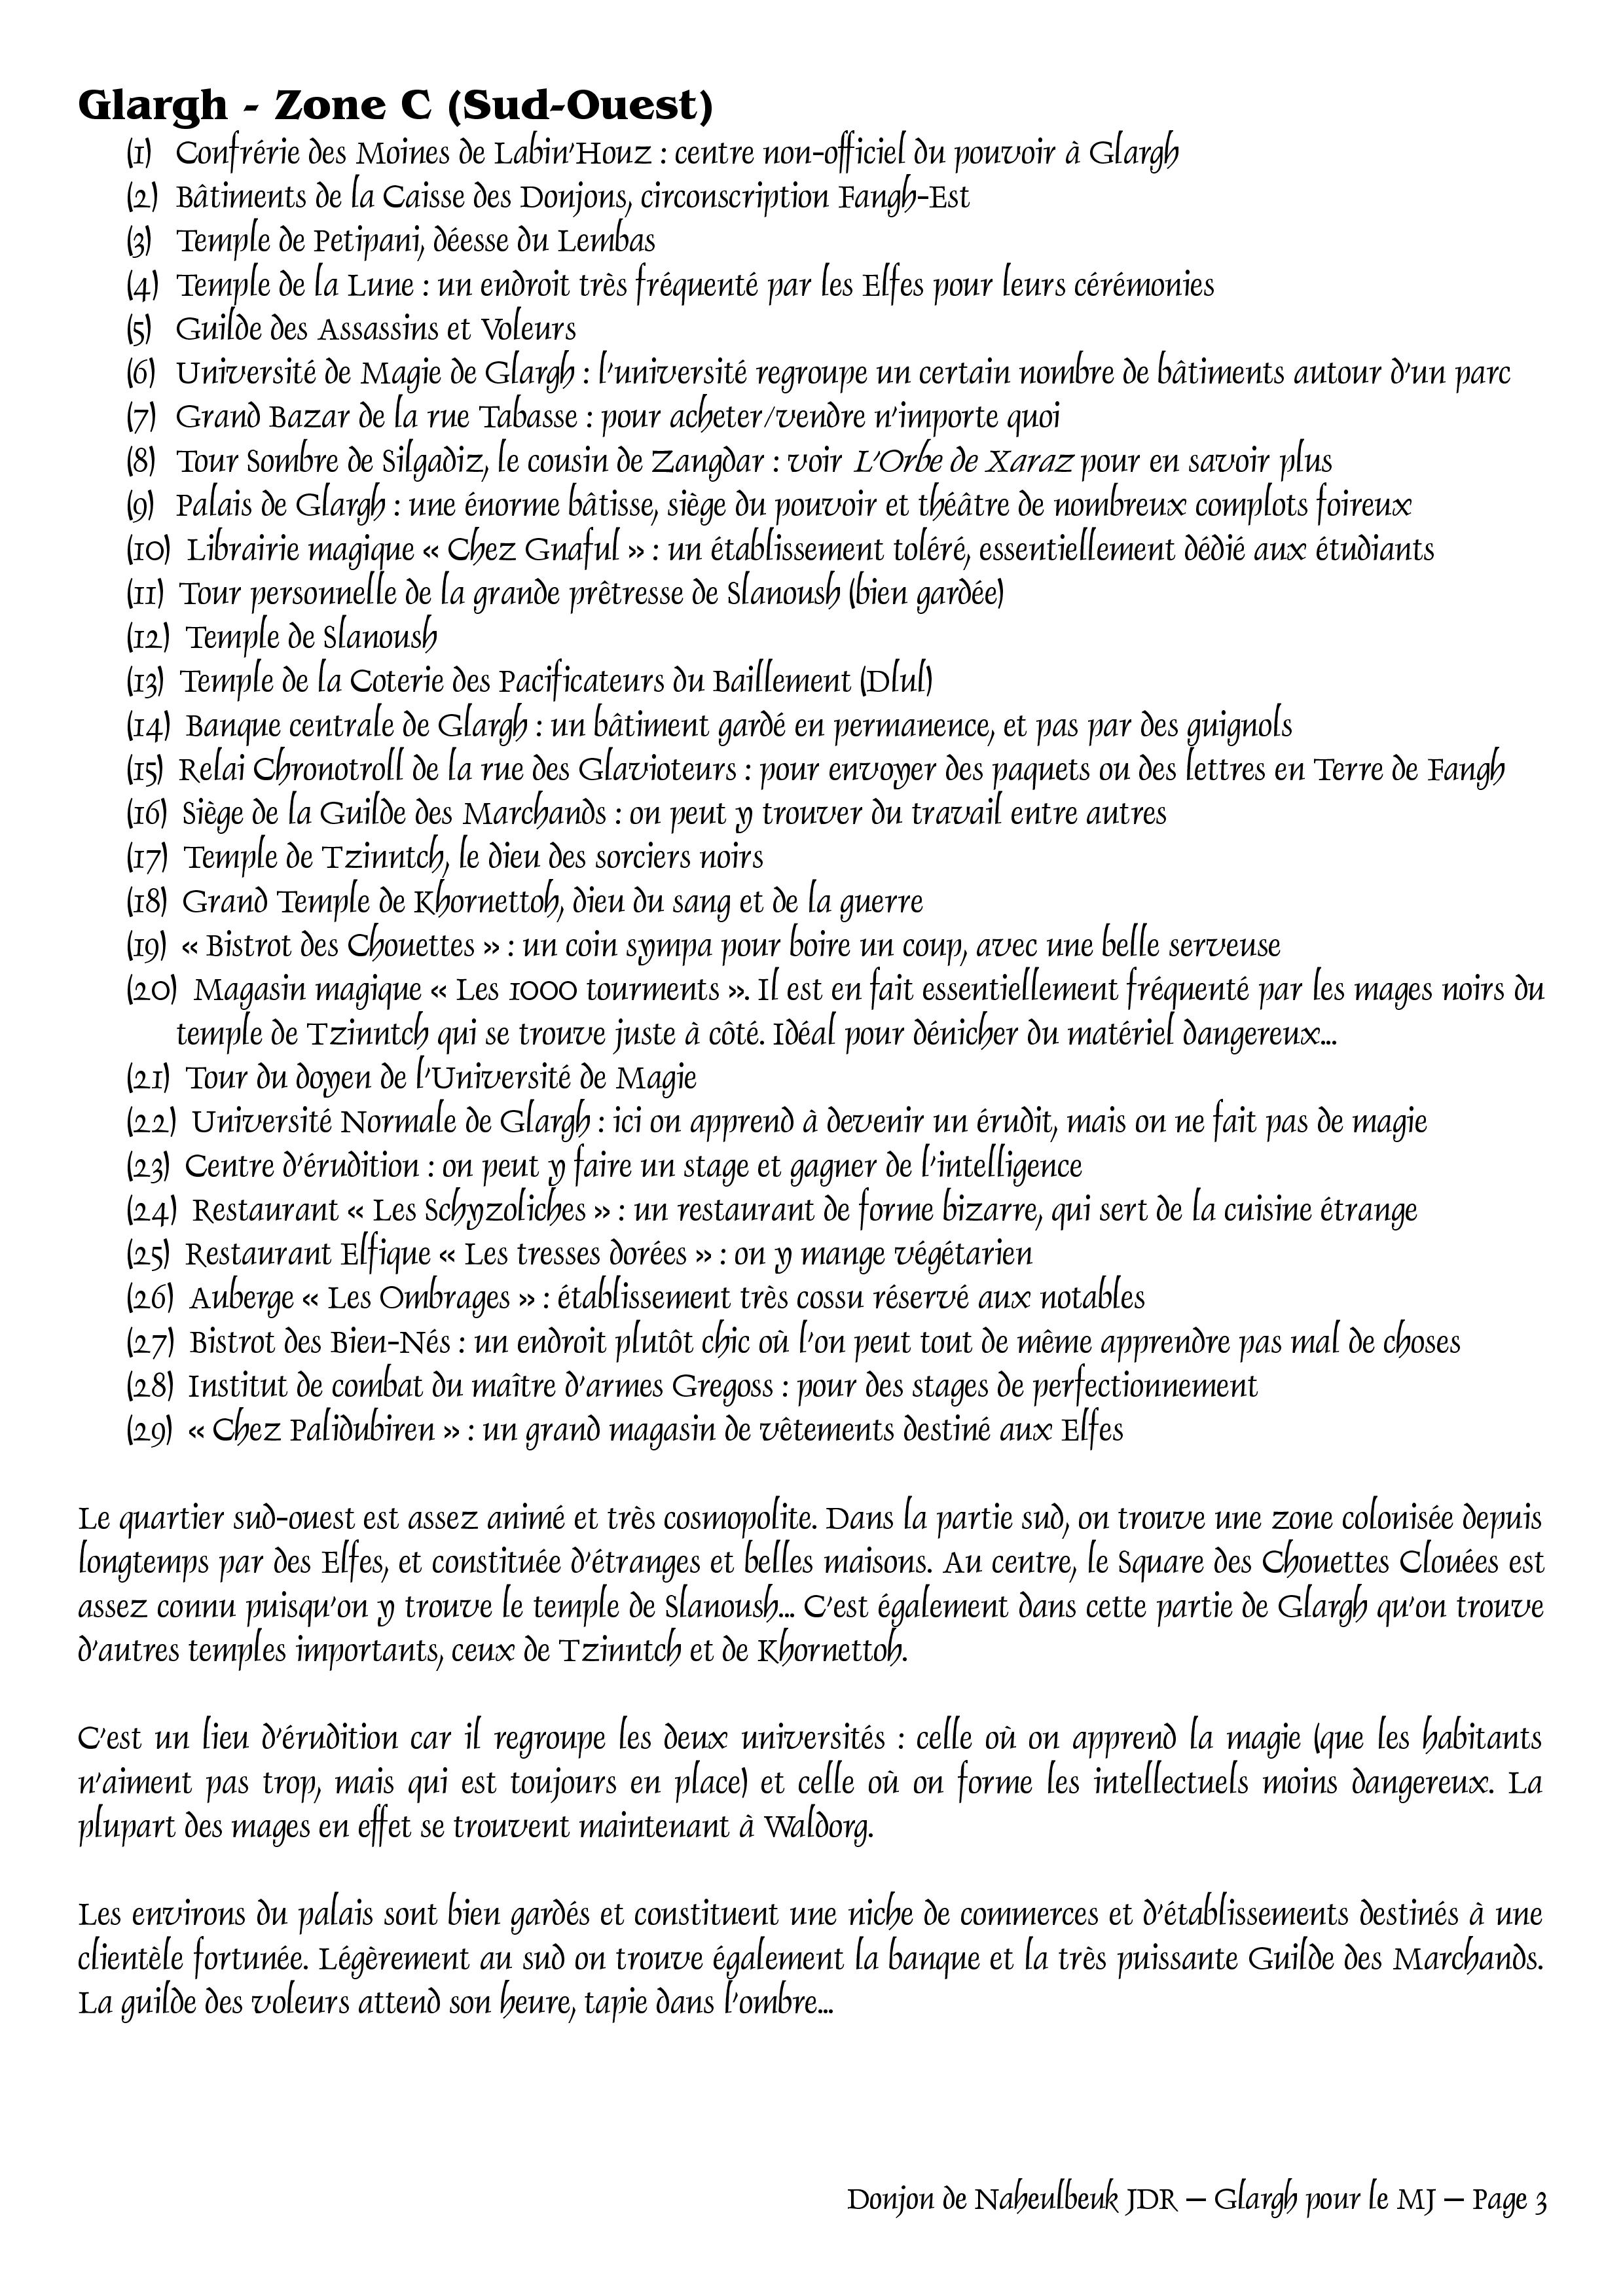 Glargh - Zone C (Sud-Ouest)
(1) Confrérie des Moines de Labin'Houz : centre non-officiel du pouvoir à Glargh
(2) Bâtiments de la Caisse des Donjons, circonscription Fangh-Est
(3) Temple de Petipani, déesse du Lembas
(4) Temple de la Lune : un endroit très fréquenté par les Elfes pour leurs cérémonies
(5) Guilde des Assassins et Voleurs
(6) Université de Magie de Glargh : l'université regroupe un certain nombre de bâtiments autour d'un parc
(7) Grand Bazar de la rue Tabasse : pour acheter/vendre n'importe quoi
(8) Tour Sombre de Silgadiz, le cousin de Zangdar : voir L'Orbe de Xaraz pour en savoir plus
(9) Palais de Glargh : une énorme bâtisse, siège du pouvoir et théâtre de nombreux complots foireux
(10) Librairie magique « Chez Gnaful » : un établissement toléré, essentiellement dédié aux étudiants
(11) Tour personnelle de la grande prêtresse de Slanoush (bien gardée)
(12) Temple de Slanoush
(13) Temple de la Coterie des Pacificateurs du Baillement (Dlul)
(14) Banque centrale de Glargh : un bâtiment gardé en permanence, et pas par des guignols
(15) Relai Chronotroll de la rue des Glavioteurs : pour envoyer des paquets ou des lettres en Terre de Fangh
(16) Siège de la Guilde des Marchands : on peut y trouver du travail entre autres
(17) Temple de Tzinntch, le dieu des sorciers noirs
(18) Grand Temple de Khornettoh, dieu du sang et de la guerre
(19) « Bistrot des Chouettes » : un coin sympa pour boire un coup, avec une belle serveuse
(20) Magasin magique « Les 1000 tourments ». Il est en fait essentiellement fréquenté par les mages noirs du
temple de Tzinntch qui se trouve juste à côté. Idéal pour dénicher du matériel dangereux...
(21) Tour du doyen de l'Université de Magie
(22) Université Normale de Glargh : ici on apprend à devenir un érudit, mais on ne fait pas de magie
(23) Centre d'érudition : on peut y faire un stage et gagner de l'intelligence
(24) Restaurant « Les Schyzoliches » : un restaurant de forme bizarre, qui sert de la cuisine étrange
(25) Restaurant Elfique « Les tresses dorées » : on y mange végétarien
(26) Auberge « Les Ombrages » : établissement très cossu réservé aux notables
(27) Bistrot des Bien-Nés : un endroit plutôt chic où l'on peut tout de même apprendre pas mal de choses
(28) Institut de combat du maître d'armes Gregoss : pour des stages de perfectionnement
(29) « Chez Palidubiren » : un grand magasin de vêtements destiné aux Elfes
Le quartier sud-ouest est assez animé et très cosmopolite. Dans la partie sud, on trouve une zone colonisée depuis
longtemps par des Elfes, et constituée d'étranges et belles maisons. Au centre, le Square des Chouettes Clouées est
assez connu puisqu'on y trouve le temple de Slanoush... C'est également dans cette partie de Glargh qu'on trouve
d'autres temples importants, ceux de Tzinntch et de Khornettoh.
C'est un lieu d'érudition car il regroupe les deux universités : celle où on apprend la magie (que les habitants
n'aiment pas trop, mais qui est toujours en place) et celle où on forme les intellectuels moins dangereux. La
plupart des mages en effet se trouvent maintenant à Waldorg.
Les environs du palais sont bien gardés et constituent une niche de commerces et d'établissements destinés à une
clientèle fortunée. Légèrement au sud on trouve également la banque et la très puissante Guilde des Marchands.
La guilde des voleurs attend son heure, tapie dans l'ombre...
Donjon de Naheulbeuk JDR – Glargh pour le MJ – Page 3